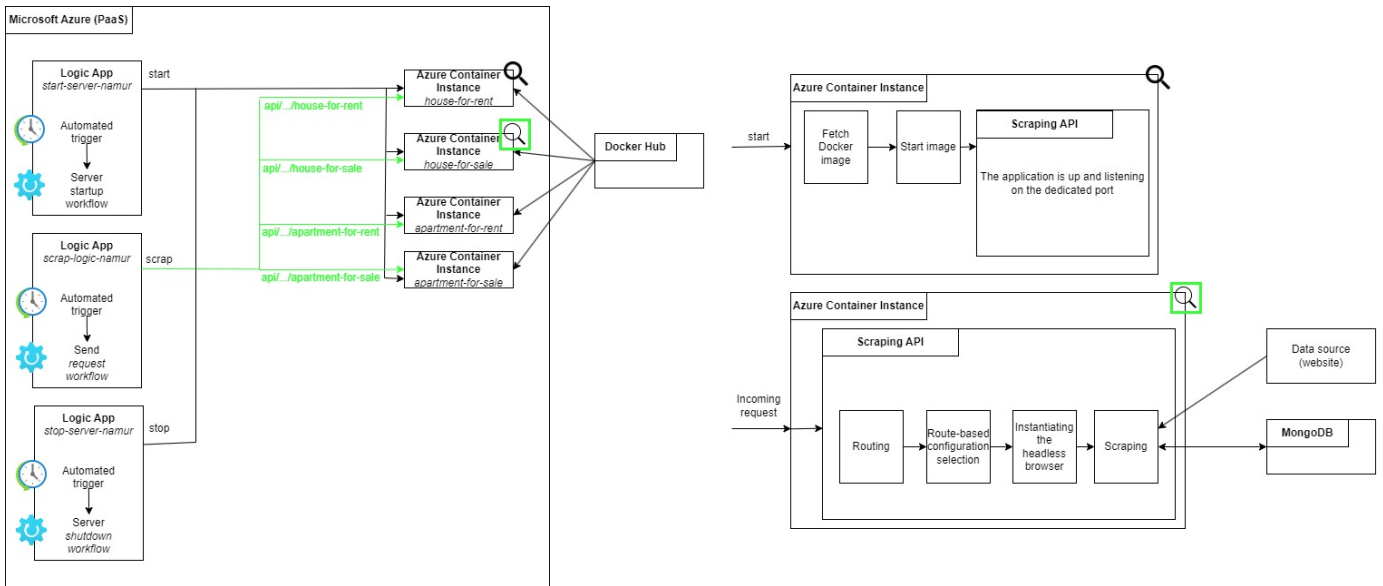 Microsoft Azure (PaaS)
Logic App
start-server-namur
Automated
trigger
Server
startup
workflow
start
Logic App
scrap-logic-namur
Automated
trigger
Send
request
workflow
scrap
Logic App
stop-server-namur
Automated
trigger
Server
shutdown
workflow
stop
api/.../house-for-rent
api/.../house-for-sale
api/.../apartment-for-rent
api/.../apartment-for-sale
Azure Container
Instance
house-for-rent
Azure Container
Instance
house-for-sale
Azure Container
Instance
apartment-for-rent
Azure Container
Instance
apartment-for-sale
Docker Hub
start
Azure Container Instance
Fetch
Docker
image
Start image
Scraping API
The application is up and listening
on the dedicated port
Incoming
request
Azure Container Instance
Scraping API
Routing
Route-based
configuration
selection
Instantiating
the
headless
browser
Scraping
Data source
(website)
MongoDB